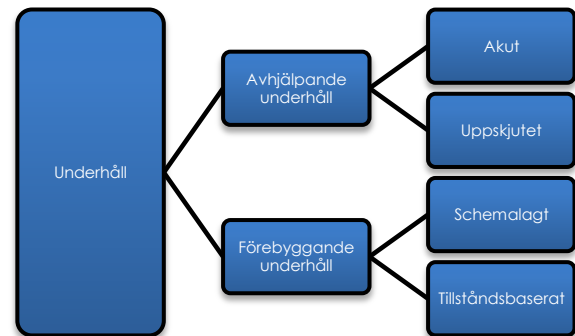 Underhåll
Avhjälpande
underhåll
Akut
Uppskjutet
Förebyggande
underhåll
Schemalagt
Tillståndsbaserat